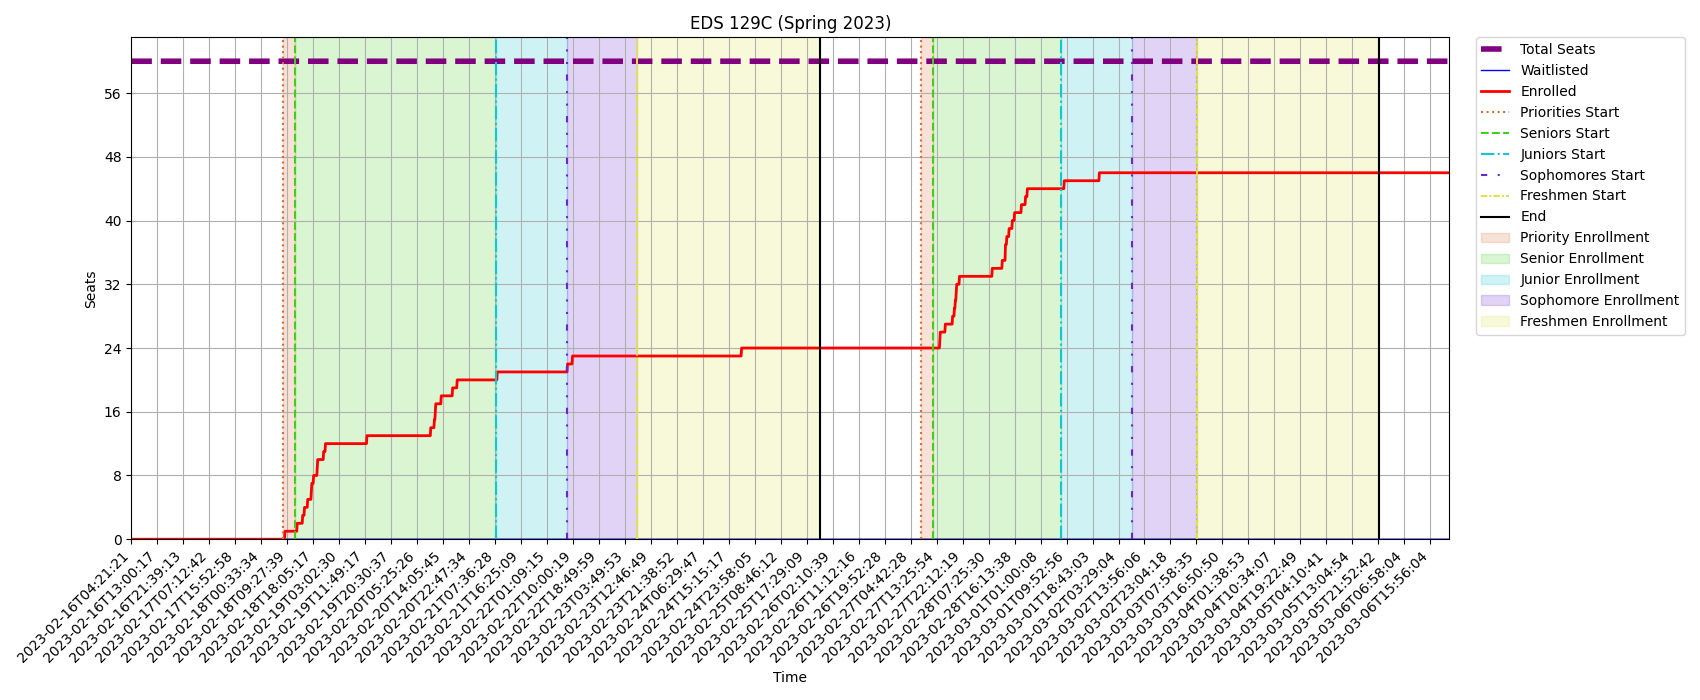 EDS 129C (Spring 2023)
Total Seats
Waitlisted
Enrolled
Priorities Start
Seniors Start
Juniors Start
Sophomores Start
Freshmen Start
End
Priority Enrollment
Senior Enrollment
Junior Enrollment
Sophomore Enrollment
Freshmen Enrollment
Seats
56
48
40
32
24
16
8
0
2023-02-16T04:21:21
2023-02-16T13:00:17
2023-02-16T21:39:13
2023-02-17T07:12:42
2023-02-17T15:52:58
2023-02-18T00:33:34
2023-02-18T09:27:39
2023-02-18T18:05:17
2023-02-19T03:02:30
2023-02-19T11:49:17
2023-02-19T20:30:37
2023-02-20T05:25:26
2023-02-20T14:05:45
2023-02-20T22:47:34
2023-02-21T07:36:28
2023-02-21T16:25:09
2023-02-22T01:09:15
2023-02-22T10:00:19
2023-02-22T18:49:59
2023-02-23T03:49:53
2023-02-23T12:46:49
2023-02-23T21:38:52
2023-02-24T06:29:47
2023-02-24T15:15:17
2023-02-24T23:58:05
2023-02-25T08:46:12
2023-02-25T17:29:09
2023-02-26T02:10:39
2023-02-26T11:12:16
2023-02-26T19:52:28
2023-02-27T04:42:28
2023-02-27T13:25:54
2023-02-27T22:12:19
2023-02-28T07:25:30
2023-02-28T16:13:38
2023-03-01T01:00:08
2023-03-01T09:52:56
2023-03-01T18:43:03
2023-03-02T03:29:04
2023-03-02T13:56:06
2023-03-02T23:04:18
2023-03-03T07:58:35
2023-03-03T16:50:50
2023-03-04T01:38:53
2023-03-04T10:34:07
2023-03-04T19:22:49
2023-03-05T04:10:41
2023-03-05T13:04:54
2023-03-05T21:52:42
2023-03-06T06:58:04
2023-03-06T15:56:04
Time